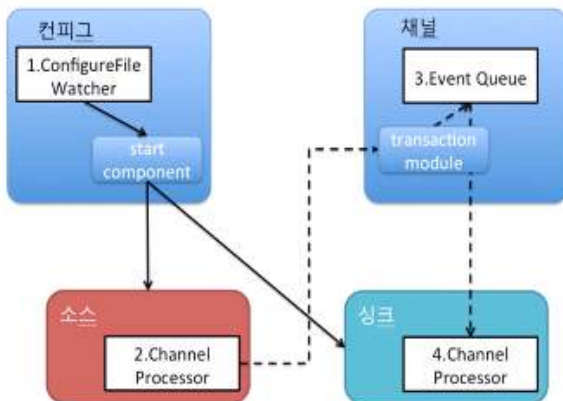 컨피그
1.ConfigureFile
Watcher
start
component
채널
3.Event Queue
transaction
module
소스
2.Channel
Processor
싱크
4.Channel
Processor